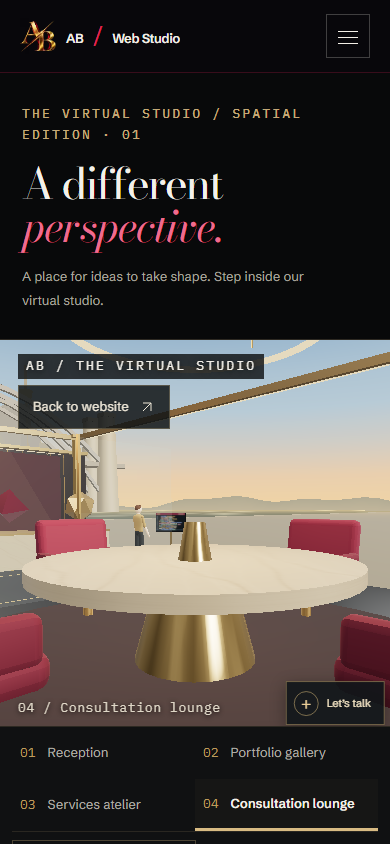 AB
AB / Web Studio
THE VIRTUAL STUDIO / SPATIAL
EDITION · 01
A different
perspective.
A place for ideas to take shape. Step inside our
virtual studio.
AB / THE VIRTUAL STUDIO
Back to website
04 / Consultation lounge
Let's talk
01 Reception
02 Portfolio gallery
03 Services atelier
04 Consultation lounge